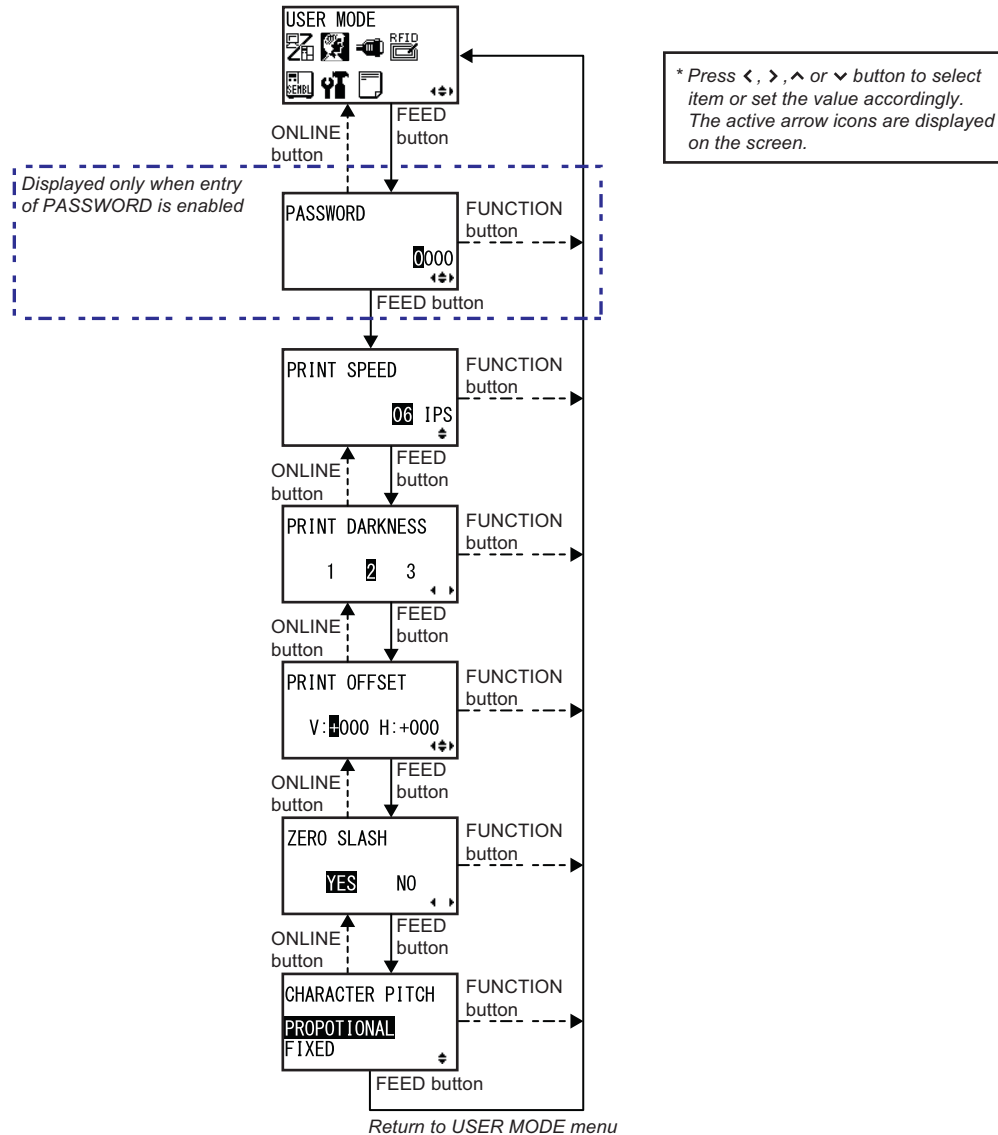 USER MODE
RFID
SEMBL
* Press <, >, ∧ or ∨ button to select
item or set the value accordingly.
The active arrow icons are displayed
on the screen.
ONLINE
button
FEED
button
Displayed only when entry
of PASSWORD is enabled
PASSWORD
0000
FUNCTION
button
FEED button
PRINT SPEED
06 IPS
FUNCTION
button
ONLINE
button
FEED
button
PRINT DARKNESS
1 2 3
FUNCTION
button
ONLINE
button
FEED
button
PRINT OFFSET
V:+000 H:+000
FUNCTION
button
ONLINE
button
FEED
button
ZERO SLASH
YES NO
FUNCTION
button
ONLINE
button
FEED
button
CHARACTER PITCH
PROPOTIONAL
FIXED
FUNCTION
button
FEED button
Return to USER MODE menu